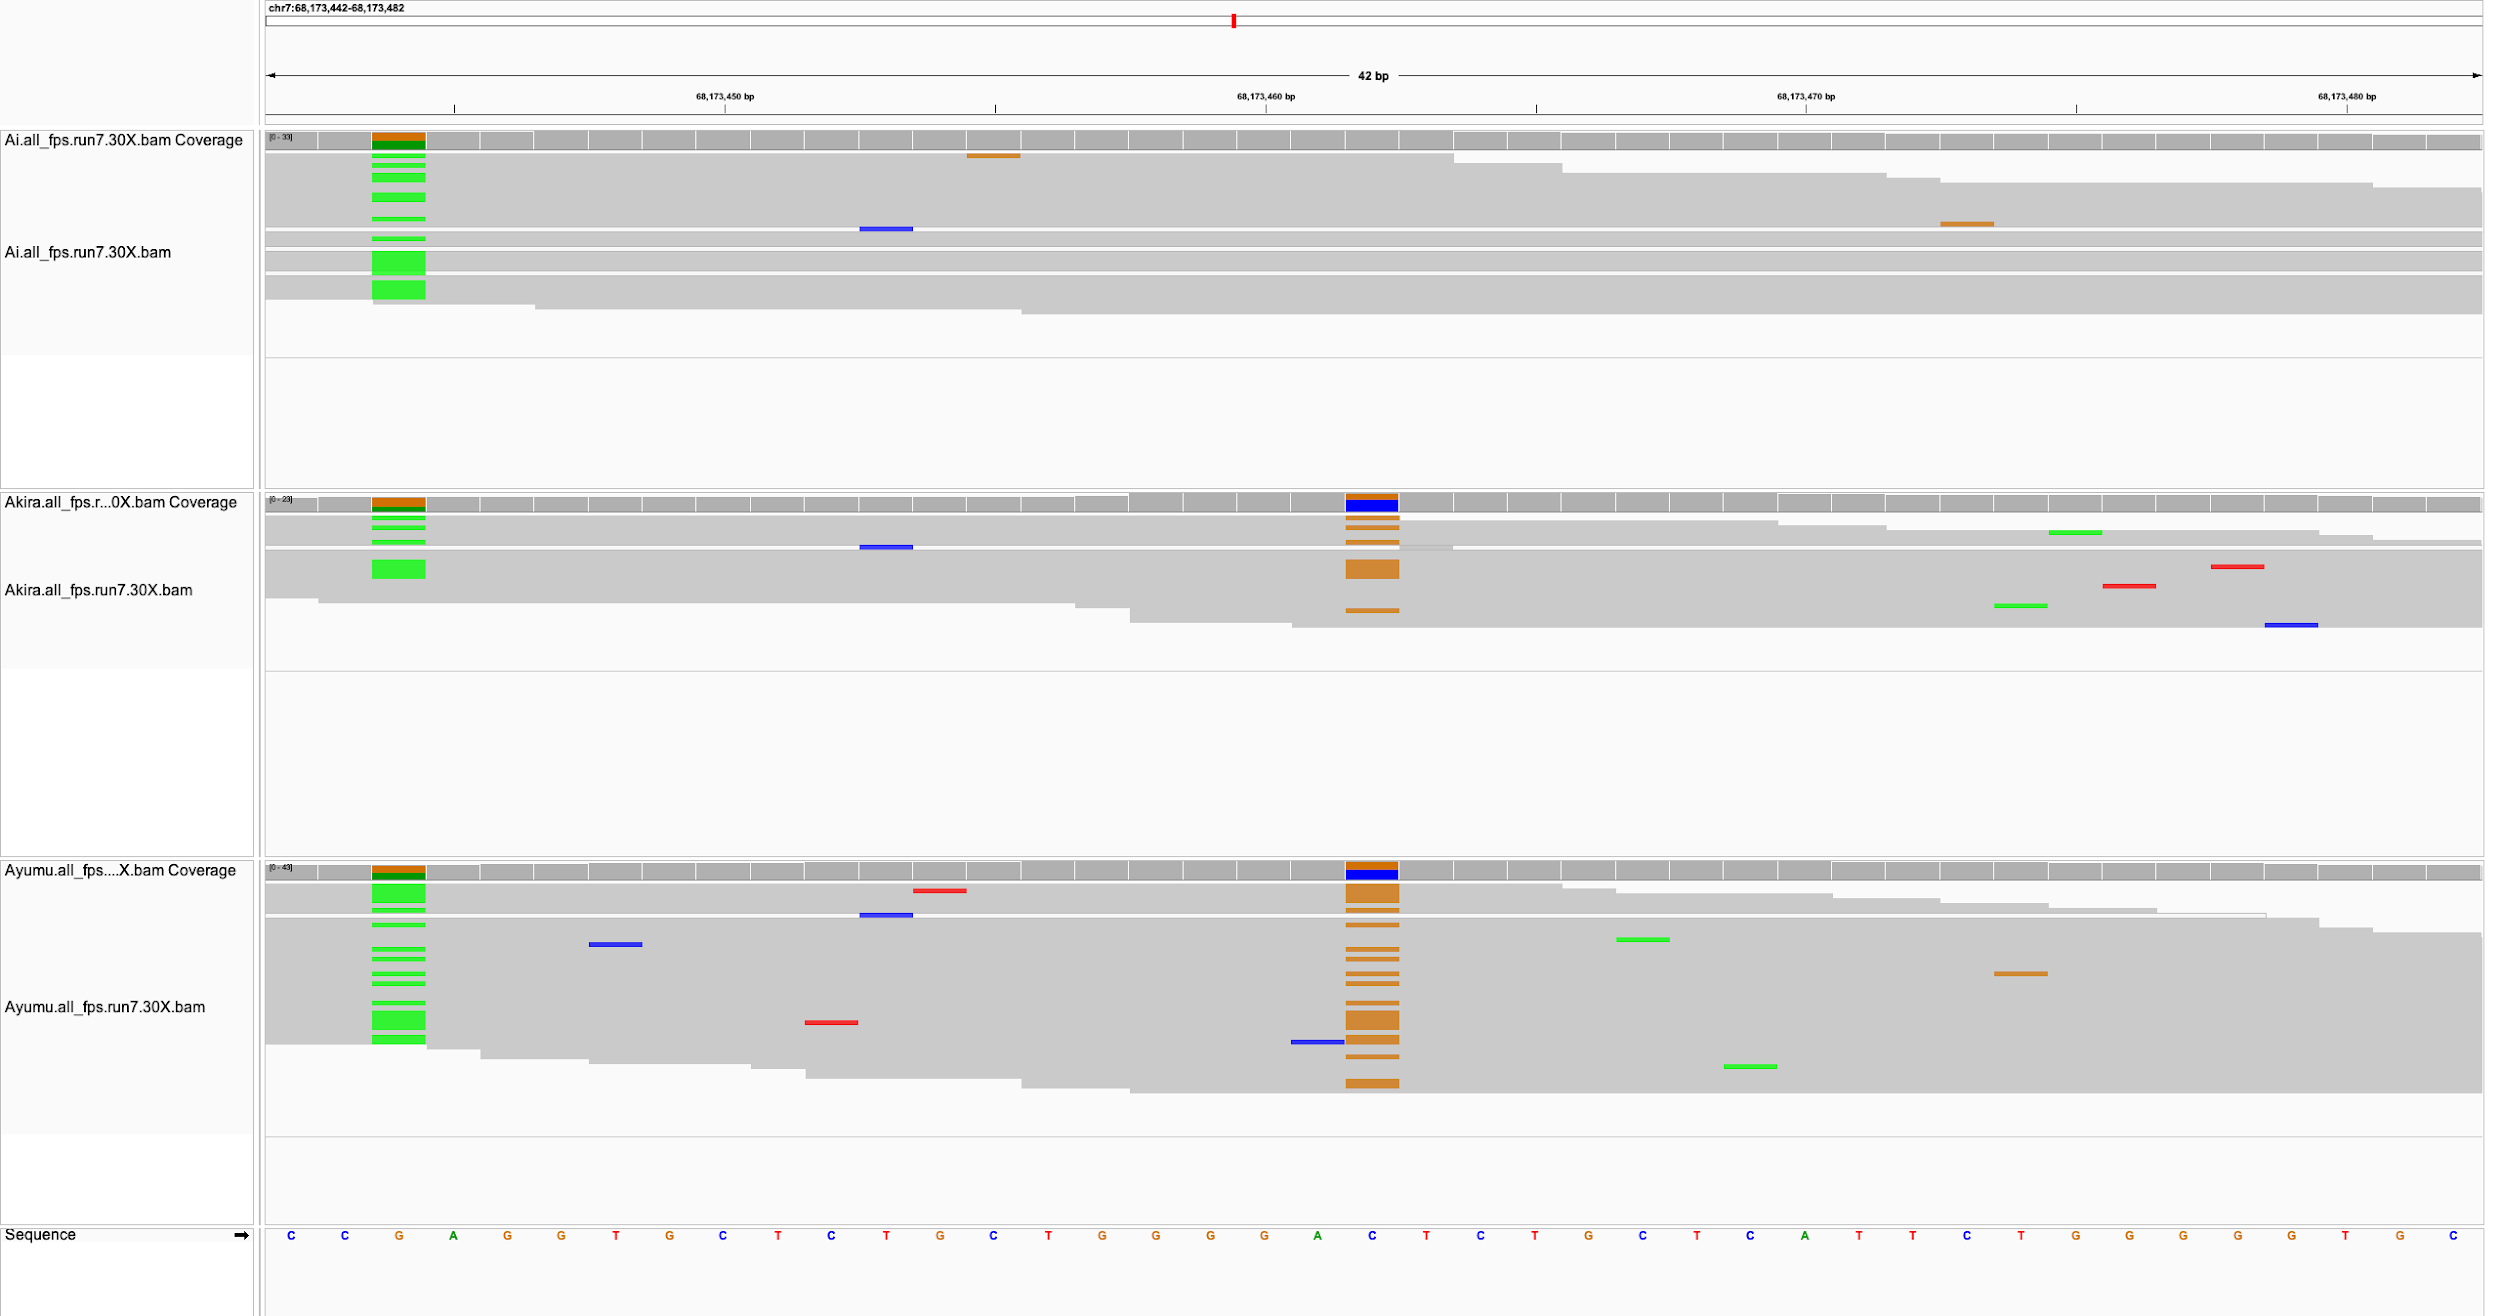 chr7:68,173,442-68,173,482
42 bp
68,173,450 bp 68,173,460 bp 68,173,470 bp 68,173,480 bp
Ai.all_fps.run7.30X.bam Coverage
[0 - 33]
Ai.all_fps.run7.30X.bam
Akira.all_fps.r...0X.bam Coverage
[0 - 23]
Akira.all_fps.run7.30X.bam
Ayumu.all_fps....X.bam Coverage
[0 - 43]
Ayumu.all_fps.run7.30X.bam
Sequence C C G A G G T G C T C T G C T G G G G A C T C T G C T C A T T C T G G G G G T G C